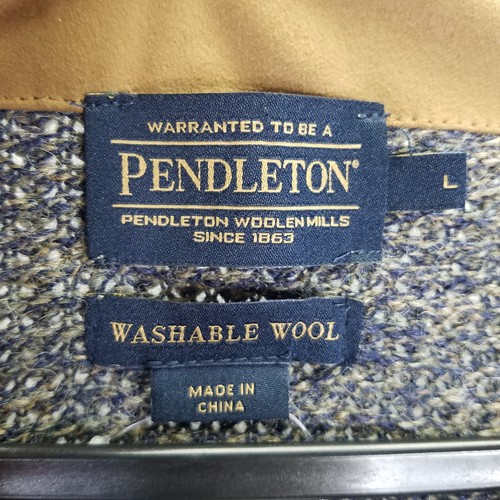 WARRANTED TO BE A
PENDLETON®
L
PENDLETON WOOLEN MILLS
SINCE 1863
WASHABLE WOOL
MADE IN
CHINA